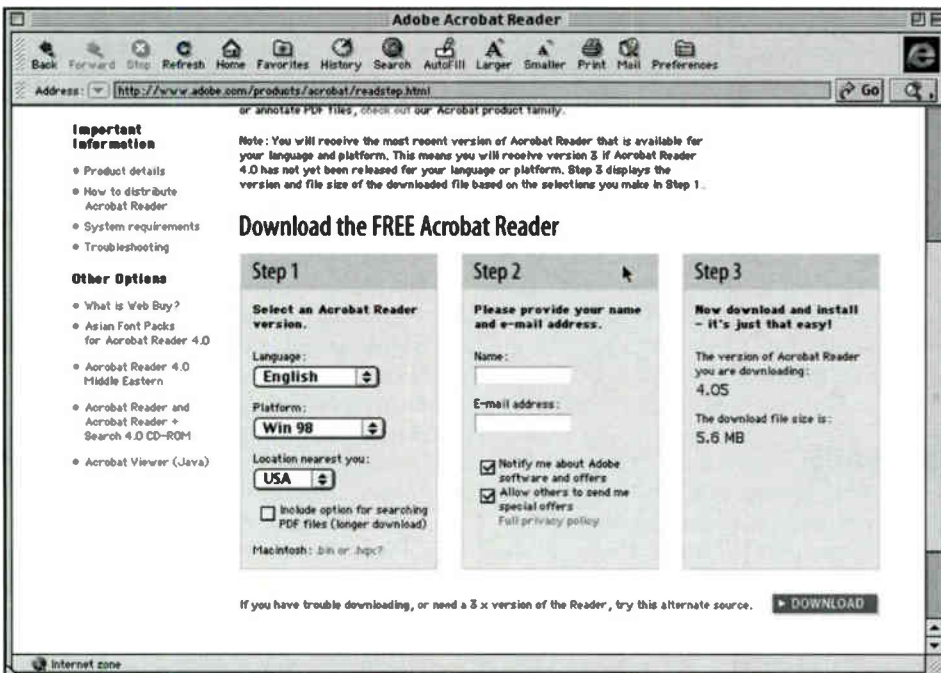 Adobe Acrobat Reader
Back Forward Stop Refresh Home Favorites History Search AutoFill Larger Smaller Print Mail Preferences
Address: http://www.adobe.com/products/acrobat/readstep.html Go
or annotate PDF files, check out our Acrobat product family.
Important
Information
Product details
How to distribute
Acrobat Reader
System requirements
Troubleshooting
Other Options
What is Web Buy?
Asian Font Packs
for Acrobat Reader 4.0
Acrobat Reader 4.0
Middle Eastern
Acrobat Reader and
Acrobat Reader +
Search 4.0 CD-ROM
Acrobat Viewer (Java)
Note: You will receive the most recent version of Acrobat Reader that is available for
your language and platform. This means you will receive version 3 if Acrobat Reader
4.0 has not yet been released for your language or platform. Step 3 displays the
version and file size of the downloaded file based on the selections you make in Step 1.
Download the FREE Acrobat Reader
Step 1
Select an Acrobat Reader
version.
Language:
English
Platform:
Win 98
Location nearest you:
USA
Include option for searching
PDF files (longer download)
Macintosh: .bin or .hqx?
Step 2
Please provide your name
and e-mail address.
Name:
E-mail address:
Notify me about Adobe
software and offers
Allow others to send me
special offers
Full privacy policy
Step 3
Now download and install
– it's just that easy!
The version of Acrobat Reader
you are downloading:
4.05
The download file size is:
5.6 MB
If you have trouble downloading, or need a 3.x version of the Reader, try this alternate source.
DOWNLOAD
Internet zone